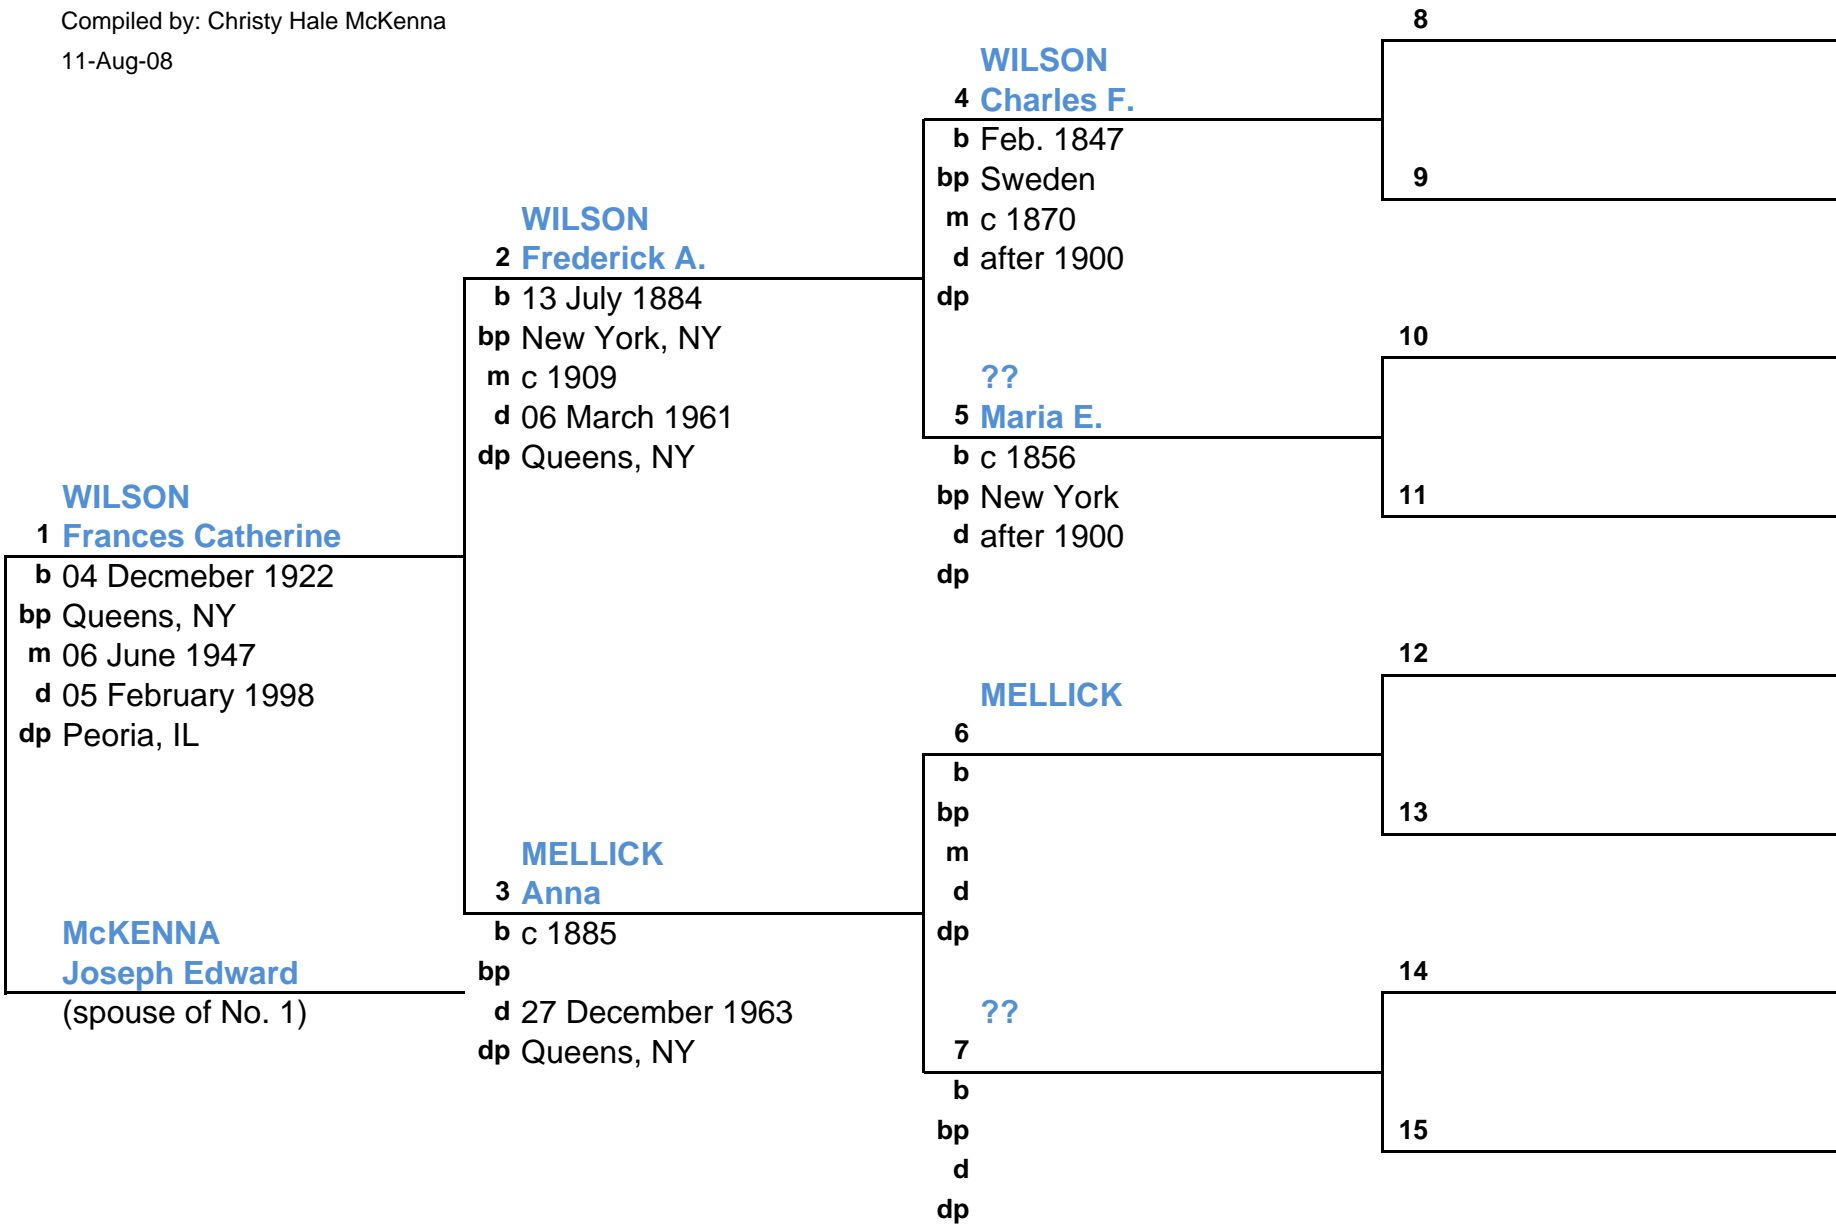 Compiled by: Christy Hale McKenna
11-Aug-08
WILSON
1 Frances Catherine
b 04 Decmeber 1922
bp Queens, NY
m 06 June 1947
d 05 February 1998
dp Peoria, IL
McKENNA
Joseph Edward
(spouse of No. 1)
WILSON
2 Frederick A.
b 13 July 1884
bp New York, NY
m c 1909
d 06 March 1961
dp Queens, NY
MELLICK
3 Anna
b c 1885
bp
d 27 December 1963
dp Queens, NY
WILSON
4 Charles F.
b Feb. 1847
bp Sweden
m c 1870
d after 1900
dp
??
5 Maria E.
b c 1856
bp New York
d after 1900
dp
MELLICK
6
b
bp
m
d
dp
??
7
b
bp
d
dp
8
9
10
11
12
13
14
15